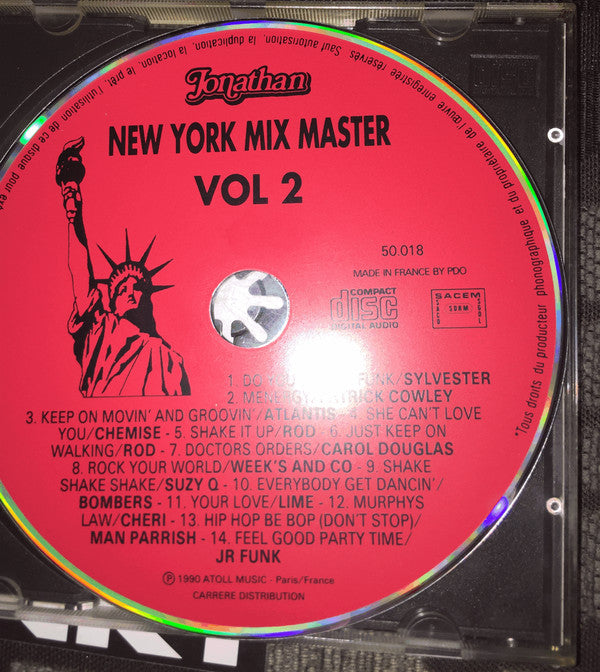 *Tous droits du producteur phonographique et du propriétaire de l'œuvre enregistrée réservés. Sauf autorisation, la duplication, la location, le prêt, l'utilisation de ce disque pour
Jonathan
NEW YORK MIX MASTER
VOL 2
50.018
MADE IN FRANCE BY PDO
COMPACT
disc
DIGITAL AUDIO
SACEM
SDRM
SACD
SGDL
1. DO YOU FUNK/SYLVESTER
2. MENERGY/PATRICK COWLEY
3. KEEP ON MOVIN' AND GROOVIN'/ATLANTIS - 4. SHE CAN'T LOVE
YOU/CHEMISE - 5. SHAKE IT UP/ROD - 6. JUST KEEP ON
WALKING/ROD - 7. DOCTORS ORDERS/CAROL DOUGLAS
8. ROCK YOUR WORLD/WEEK'S AND CO - 9. SHAKE
SHAKE SHAKE/SUZY Q - 10. EVERYBODY GET DANCIN'/
BOMBERS - 11. YOUR LOVE/LIME - 12. MURPHYS
LAW/CHERI - 13. HIP HOP BE BOP (DON'T STOP)/
MAN PARRISH - 14. FEEL GOOD PARTY TIME/
JR FUNK
Ⓟ 1990 ATOLL MUSIC - Paris/France
CARRERE DISTRIBUTION